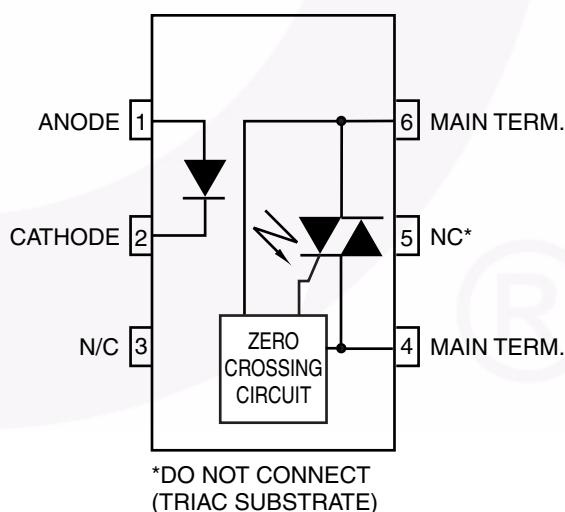 ANODE 1
6 MAIN TERM.
CATHODE 2
5 NC*
N/C 3
ZERO
CROSSING
CIRCUIT
4 MAIN TERM.
*DO NOT CONNECT
(TRIAC SUBSTRATE)
®